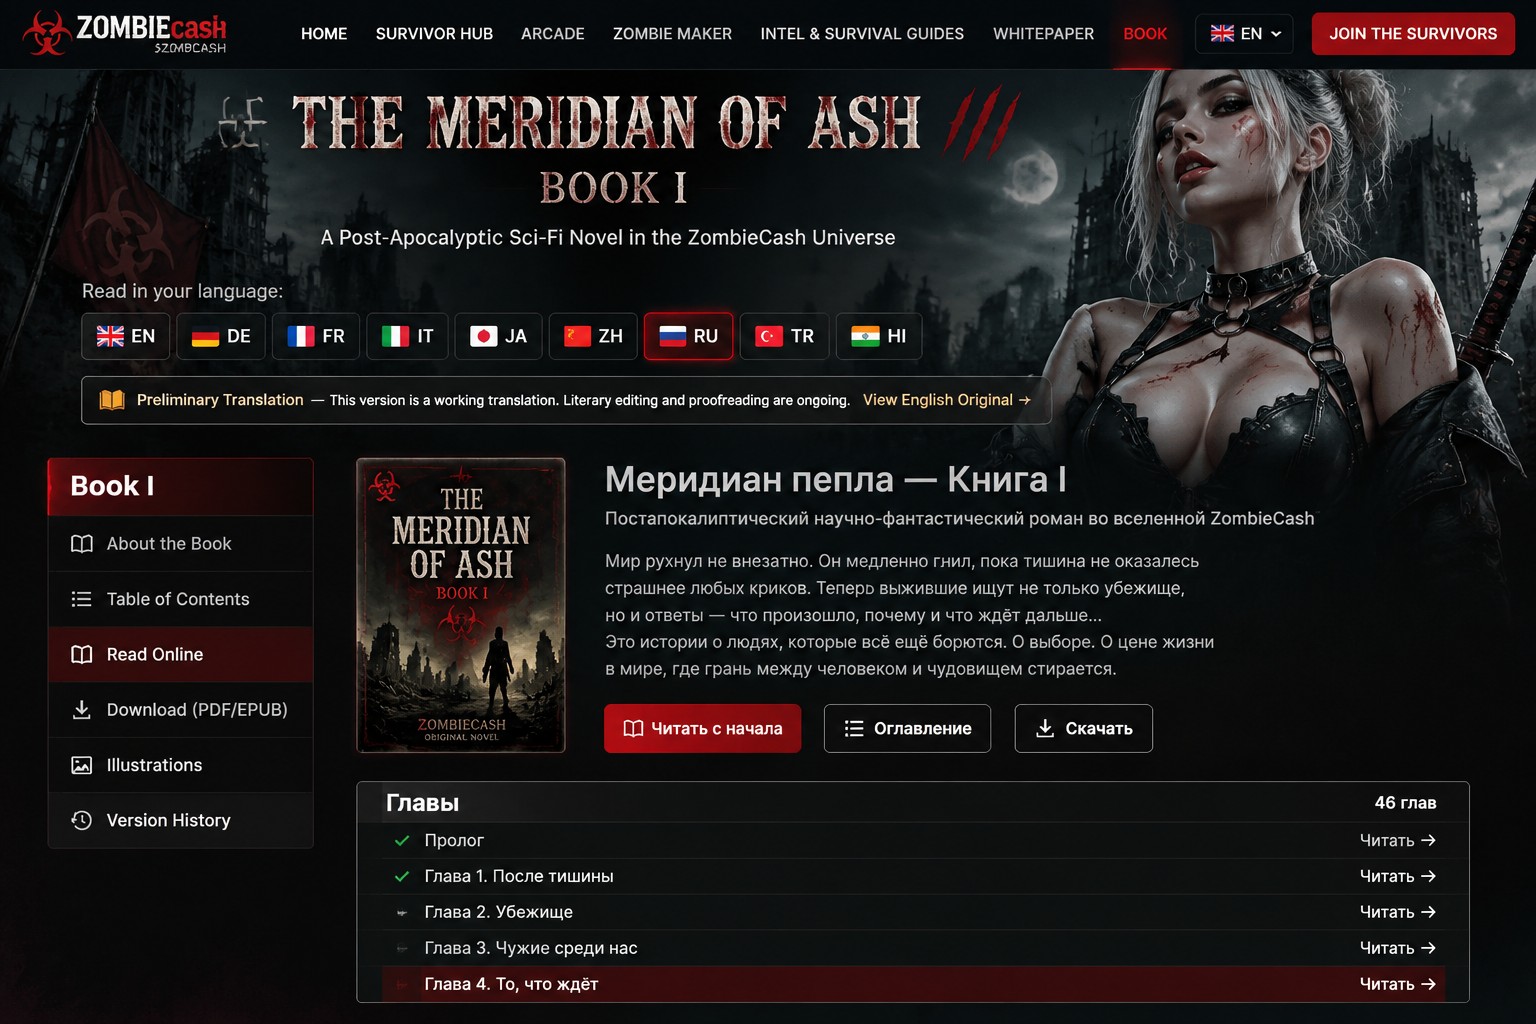 ZOMBIEcash
$ZOMBCASH
HOME
SURVIVOR HUB
ARCADE
ZOMBIE MAKER
INTEL & SURVIVAL GUIDES
WHITEPAPER
BOOK
EN
JOIN THE SURVIVORS
THE MERIDIAN OF ASH
BOOK I
A Post-Apocalyptic Sci-Fi Novel in the ZombieCash Universe
Read in your language:
EN
DE
FR
IT
JA
ZH
RU
TR
HI
Preliminary Translation — This version is a working translation. Literary editing and proofreading are ongoing. View English Original →
Book I
About the Book
Table of Contents
Read Online
Download (PDF/EPUB)
Illustrations
Version History
THE
MERIDIAN
OF ASH
BOOK I
ZOMBIECASH
ORIGINAL NOVEL
Меридиан пепла — Книга I
Постапокалиптический научно-фантастический роман во вселенной ZombieCash
Мир рухнул не внезатно. Он медленно гнил, пока тишина не оказалесь
страшнее любых криков. Теперь выжившие ищут не только убежище,
но и ответы — что произошло, почему и что ждёт дальше...
Это истории о людях, которые всё ещё борются. О выборе. О цене жизни
в мире, где грань между человеком и чудовищем стирается.
Читать с начала
Оглавление
Скачать
Главы
46 глав
Пролог
Читать →
Глава 1. После тишины
Читать →
Глава 2. Убежище
Читать →
Глава 3. Чужие среди нас
Читать →
Глава 4. То, что ждёт
Читать →